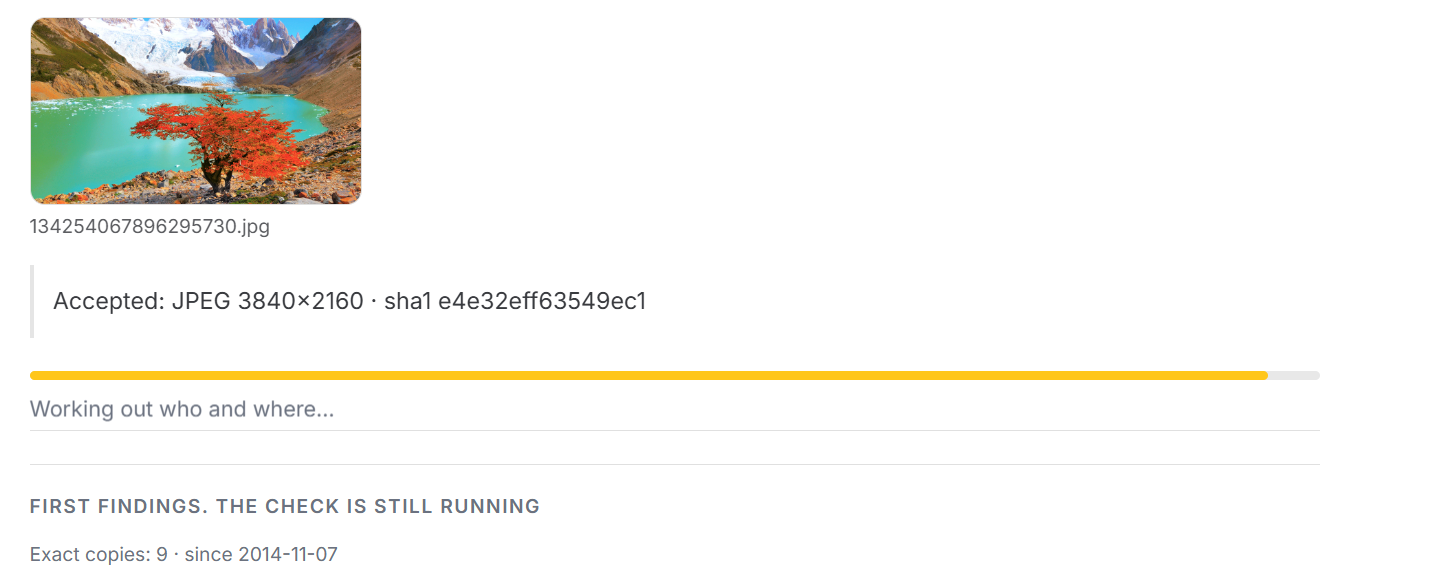 134254067896295730.jpg
Accepted: JPEG 3840×2160 · sha1 e4e32eff63549ec1
Working out who and where...
FIRST FINDINGS. THE CHECK IS STILL RUNNING
Exact copies: 9 · since 2014-11-07